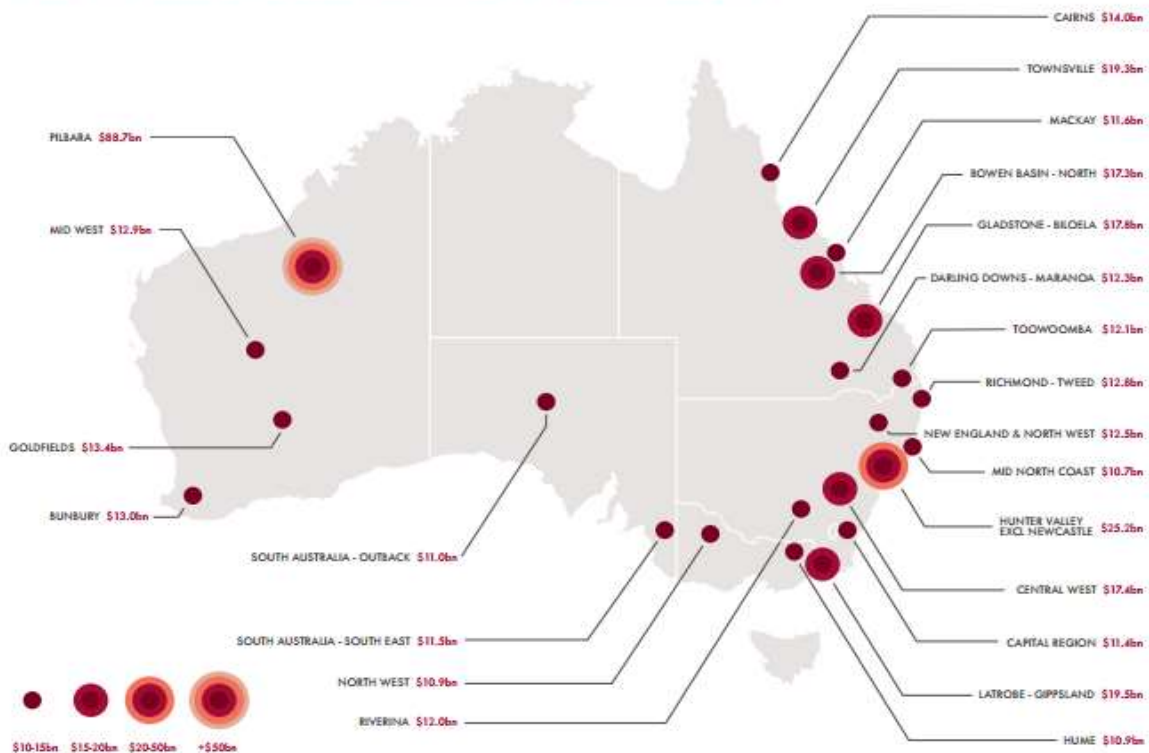 CAIRNS $14.0bn
TOWNSVILLE $19.3bn
MACKAY $11.6bn
PILBARA $88.7bn
BOWEN BASIN - NORTH $17.3bn
GLADSTONE - BILOELA $17.8bn
MID WEST $12.9bn
DARLING DOWNS - MARANOA $12.3bn
TOOWOOMBA $12.1bn
RICHMOND - TWEED $12.8bn
NEW ENGLAND & NORTH WEST $12.5bn
GOLDFIELDS $13.4bn
MID NORTH COAST $10.7bn
BUNBURY $13.0bn
HUNTER VALLEY
EXCL NEWCASTLE $25.2bn
SOUTH AUSTRALIA - OUTBACK $11.0bn
CENTRAL WEST $17.4bn
SOUTH AUSTRALIA - SOUTH EAST $11.5bn
CAPITAL REGION $11.4bn
NORTH WEST $10.9bn
LATROBE - GIPPSLAND $19.5bn
RIVERINA $12.0bn
HUME $10.9bn
$10-15bn $15-20bn $20-50bn +$50bn